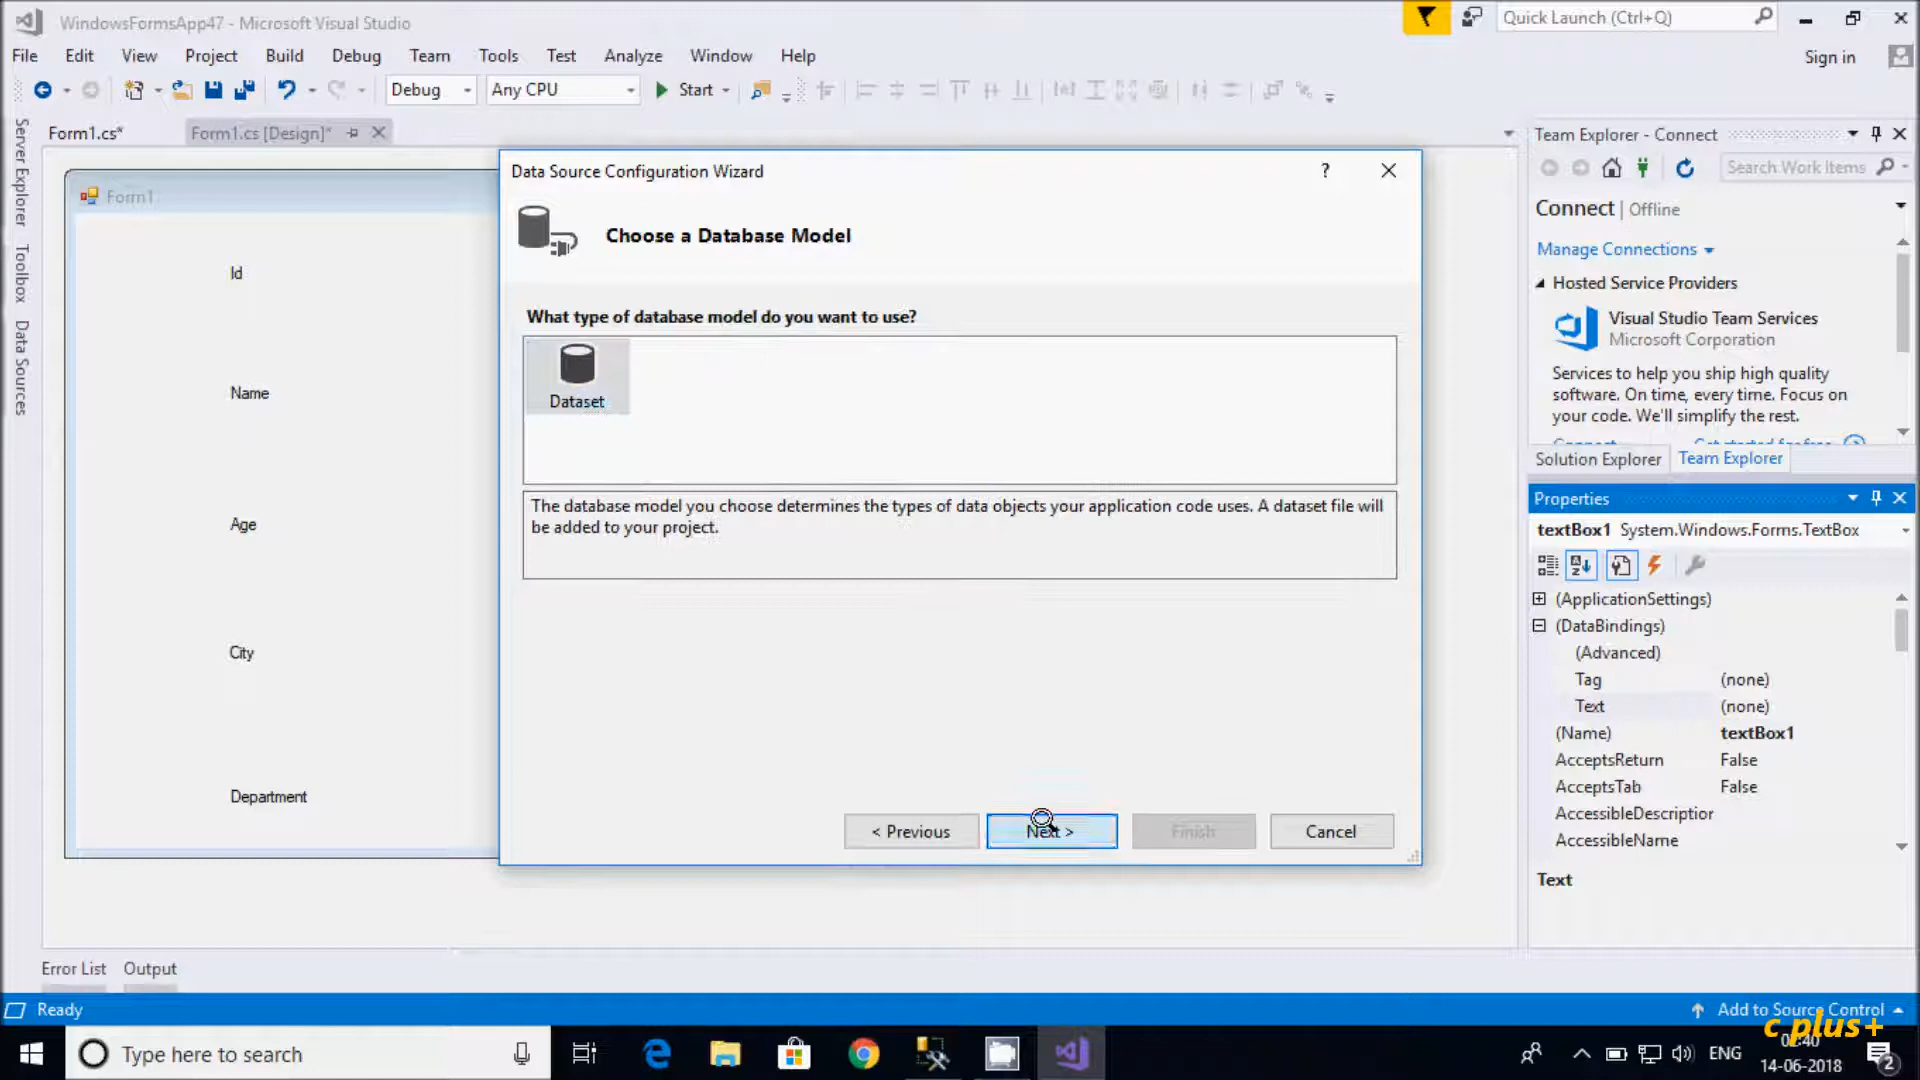 WindowsFormsApp47 - Microsoft Visual Studio
Quick Launch (Ctrl+Q)
File Edit View Project Build Debug Team Tools Test Analyze Window Help
Sign in
Debug Any CPU Start
Server Explorer
Toolbox
Data Sources
Form1.cs* Form1.cs [Design]*
Form1
Id
Name
Age
City
Department
Data Source Configuration Wizard
?
Choose a Database Model
What type of database model do you want to use?
Dataset
The database model you choose determines the types of data objects your application code uses. A dataset file will
be added to your project.
< Previous Next > Finish Cancel
Team Explorer - Connect
Search Work Items
Connect | Offline
Manage Connections
Hosted Service Providers
Visual Studio Team Services
Microsoft Corporation
Services to help you ship high quality
software. On time, every time. Focus on
your code. We'll simplify the rest.
Solution Explorer Team Explorer
Properties
textBox1 System.Windows.Forms.TextBox
(ApplicationSettings)
(DataBindings)
(Advanced)
Tag (none)
Text (none)
(Name) textBox1
AcceptsReturn False
AcceptsTab False
AccessibleDescription
AccessibleName
Text
Error List Output
Ready
Add to Source Control
c plus+
Type here to search
ENG
02:40
14-06-2018
2